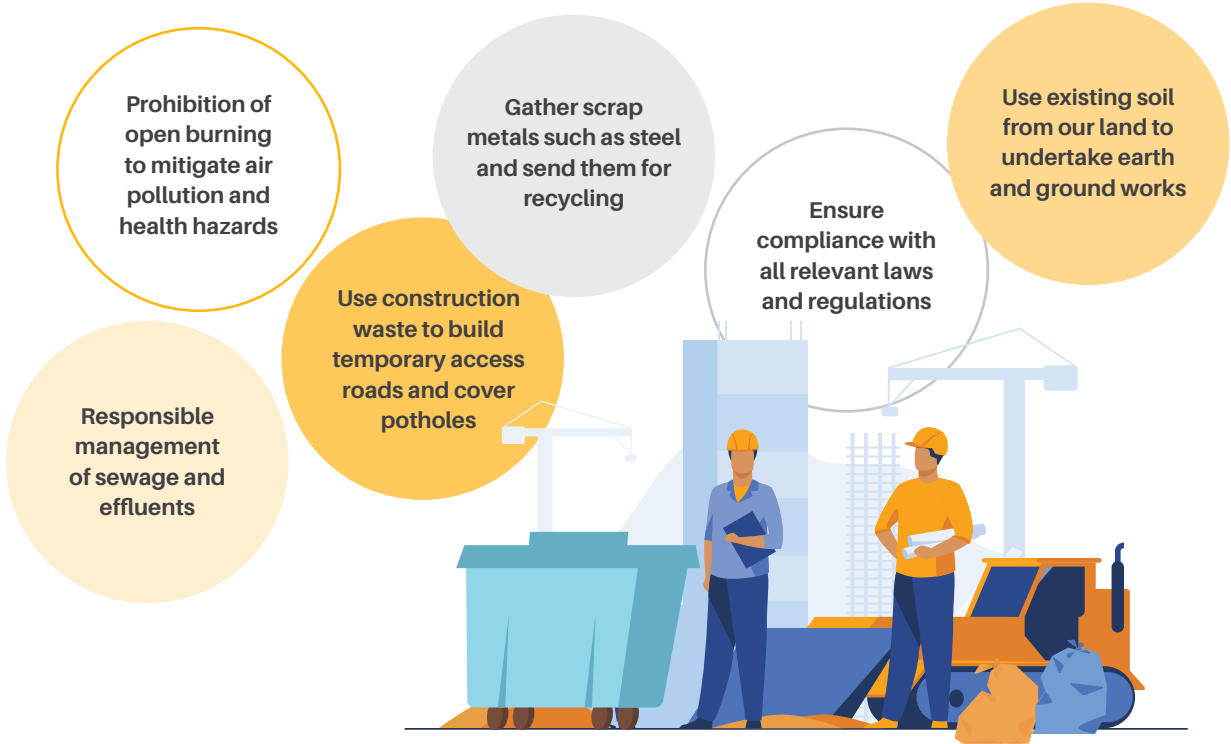 Prohibition of
open burning
to mitigate air
pollution and
health hazards
Gather scrap
metals such as steel
and send them for
recycling
Use existing soil
from our land to
undertake earth
and ground works
Ensure
compliance with
all relevant laws
and regulations
Use construction
waste to build
temporary access
roads and cover
potholes
Responsible
management
of sewage and
effluents